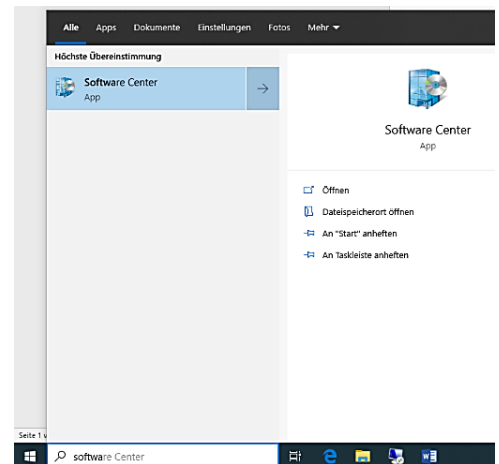 Alle Apps Dokumente Einstellungen Fotos Mehr
Höchste Übereinstimmung
Software Center
App
Software Center
App
Öffnen
Dateispeicherort öffnen
An "Start" anheften
An Taskleiste anheften
Seite 1 v
software Center